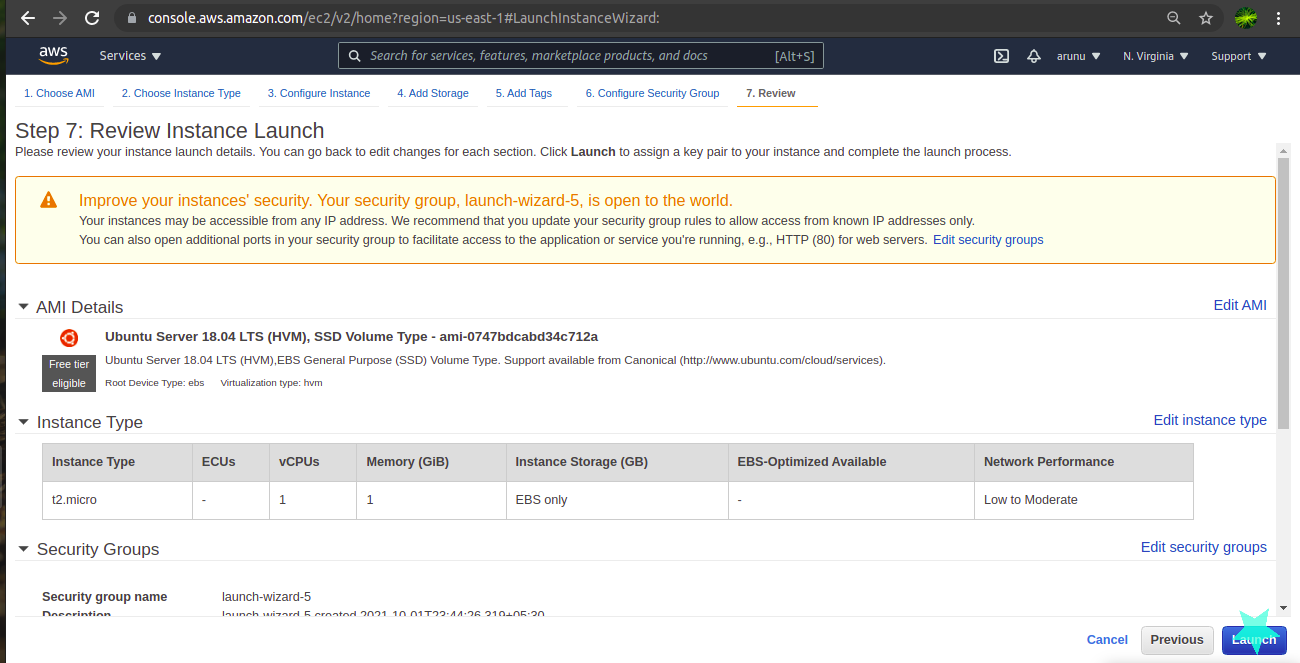 console.aws.amazon.com/ec2/v2/home?region=us-east-1#LaunchInstanceWizard:
aws Services Search for services, features, marketplace products, and docs [Alt+S] arunu N. Virginia Support
1. Choose AMI 2. Choose Instance Type 3. Configure Instance 4. Add Storage 5. Add Tags 6. Configure Security Group 7. Review
Step 7: Review Instance Launch
Please review your instance launch details. You can go back to edit changes for each section. Click Launch to assign a key pair to your instance and complete the launch process.
Improve your instances' security. Your security group, launch-wizard-5, is open to the world.
Your instances may be accessible from any IP address. We recommend that you update your security group rules to allow access from known IP addresses only.
You can also open additional ports in your security group to facilitate access to the application or service you're running, e.g., HTTP (80) for web servers. Edit security groups
AMI Details Edit AMI
Ubuntu Server 18.04 LTS (HVM), SSD Volume Type - ami-0747bdcabd34c712a
Free tier eligible
Ubuntu Server 18.04 LTS (HVM),EBS General Purpose (SSD) Volume Type. Support available from Canonical (http://www.ubuntu.com/cloud/services).
Root Device Type: ebs Virtualization type: hvm
Instance Type Edit instance type
Instance Type ECUs vCPUs Memory (GiB) Instance Storage (GB) EBS-Optimized Available Network Performance
t2.micro - 1 1 EBS only - Low to Moderate
Security Groups Edit security groups
Security group name launch-wizard-5
Description launch-wizard-5 created 2021-10-01T23:44:26.319+05:30
Cancel Previous Launch